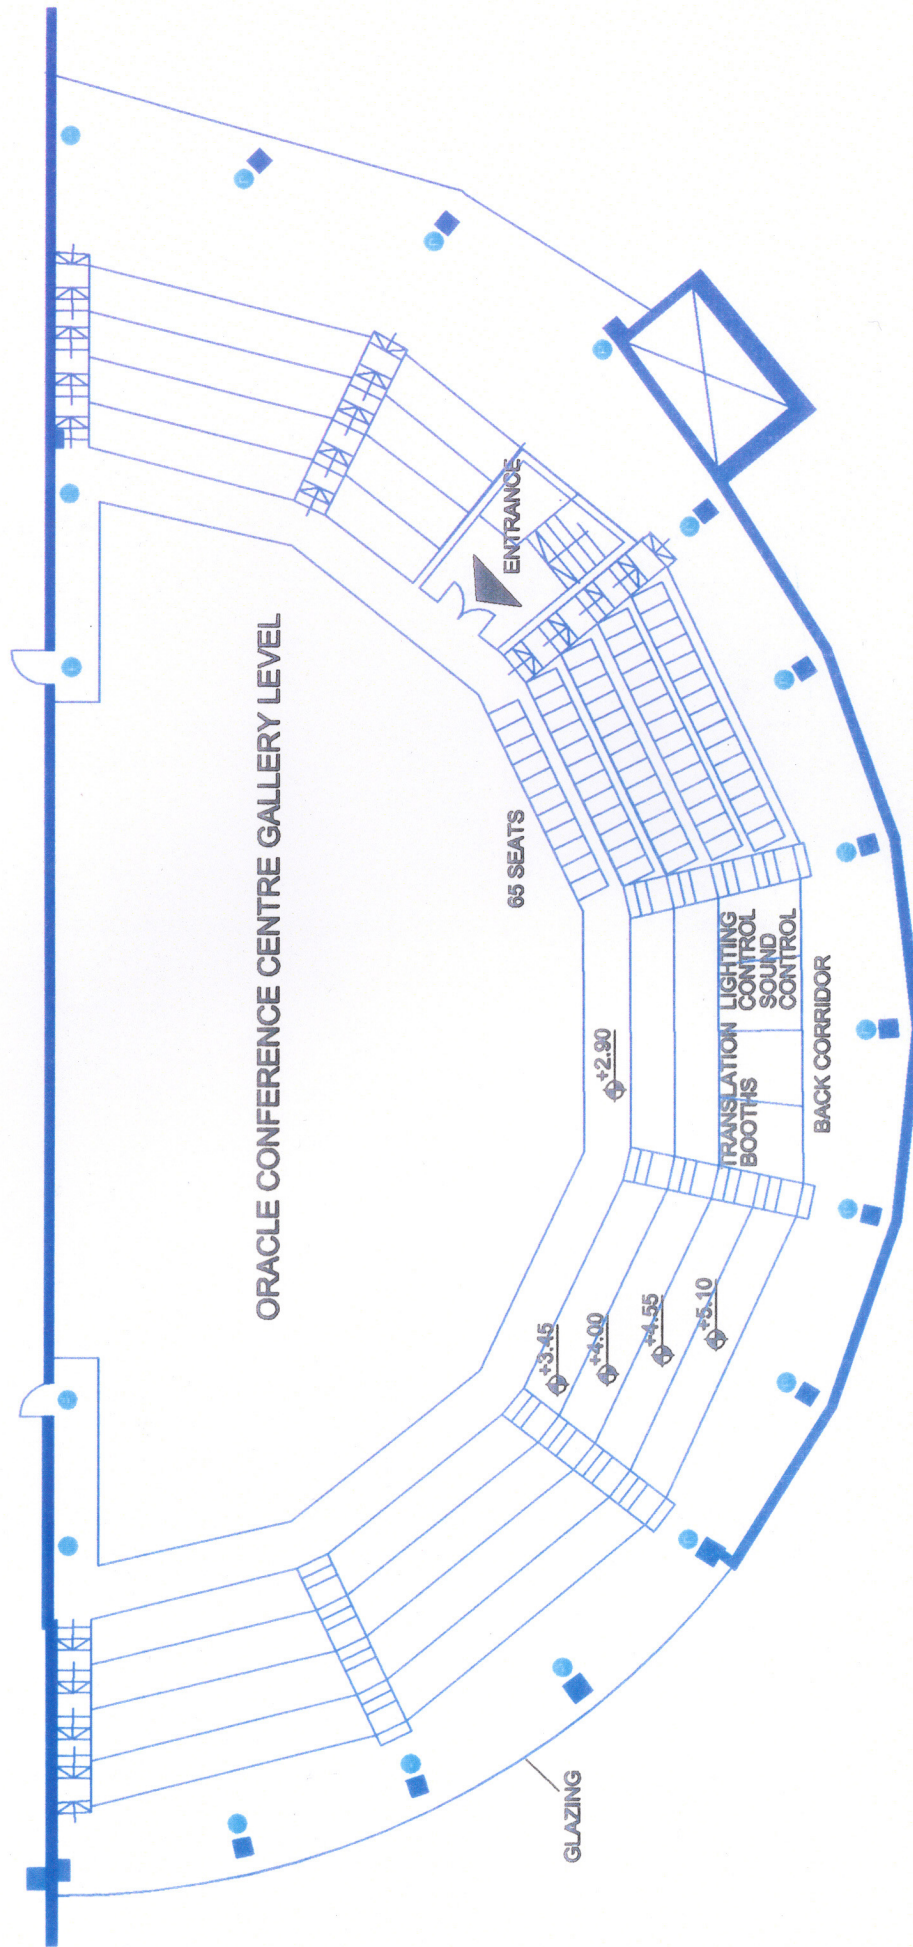 ORACLE CONFERENCE CENTRE GALLERY LEVEL
GLAZING
+3.45
+4.00
+4.55
+5.10
+2.90
65 SEATS
ENTRANCE
TRANSLATION
BOOTHS
LIGHTING
CONTROL
SOUND
CONTROL
BACK CORRIDOR